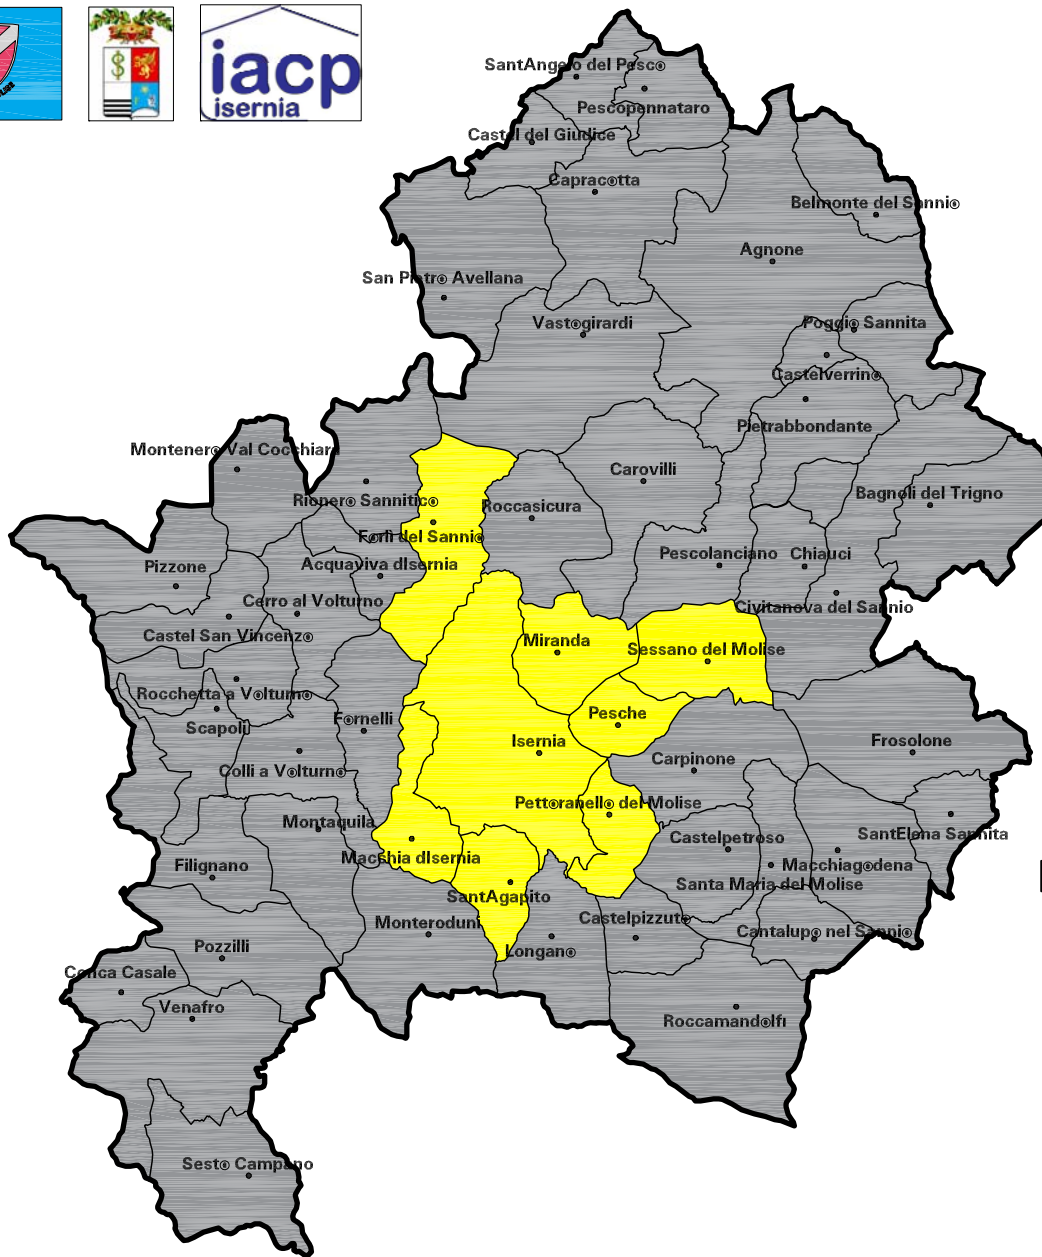 iacp
isernia
SantAngelo del Pesco
Pescopennataro
Castel del Giudice
Capracotta
Belmonte del Sannio
Agnone
San Pietro Avellana
Vastogirardi
Poggio Sannita
Castelverrino
Pietrabbondante
Montenero Val Cocchiara
Carovilli
Rionero Sannitico
Roccasicura
Bagnoli del Trigno
Forlì del Sannio
Pescolanciano
Chiauci
Pizzone
Acquaviva dIsernia
Cerro al Volturno
Civitanova del Sannio
Castel San Vincenzo
Miranda
Sessano del Molise
Rocchetta a Volturno
Scapoli
Fornelli
Pesche
Isernia
Frosolone
Carpinone
Colli a Volturno
Pettoranello del Molise
Montaquila
Castelpetroso
SantElena Sannita
Macchia dIsernia
Filignano
Macchiagodena
Santa Maria del Molise
SantAgapito
Monteroduni
Castelpizzuto
Cantalupo nel Sannio
Pozzilli
Longano
Conca Casale
Venafro
Roccamandolfi
Sesto Campano